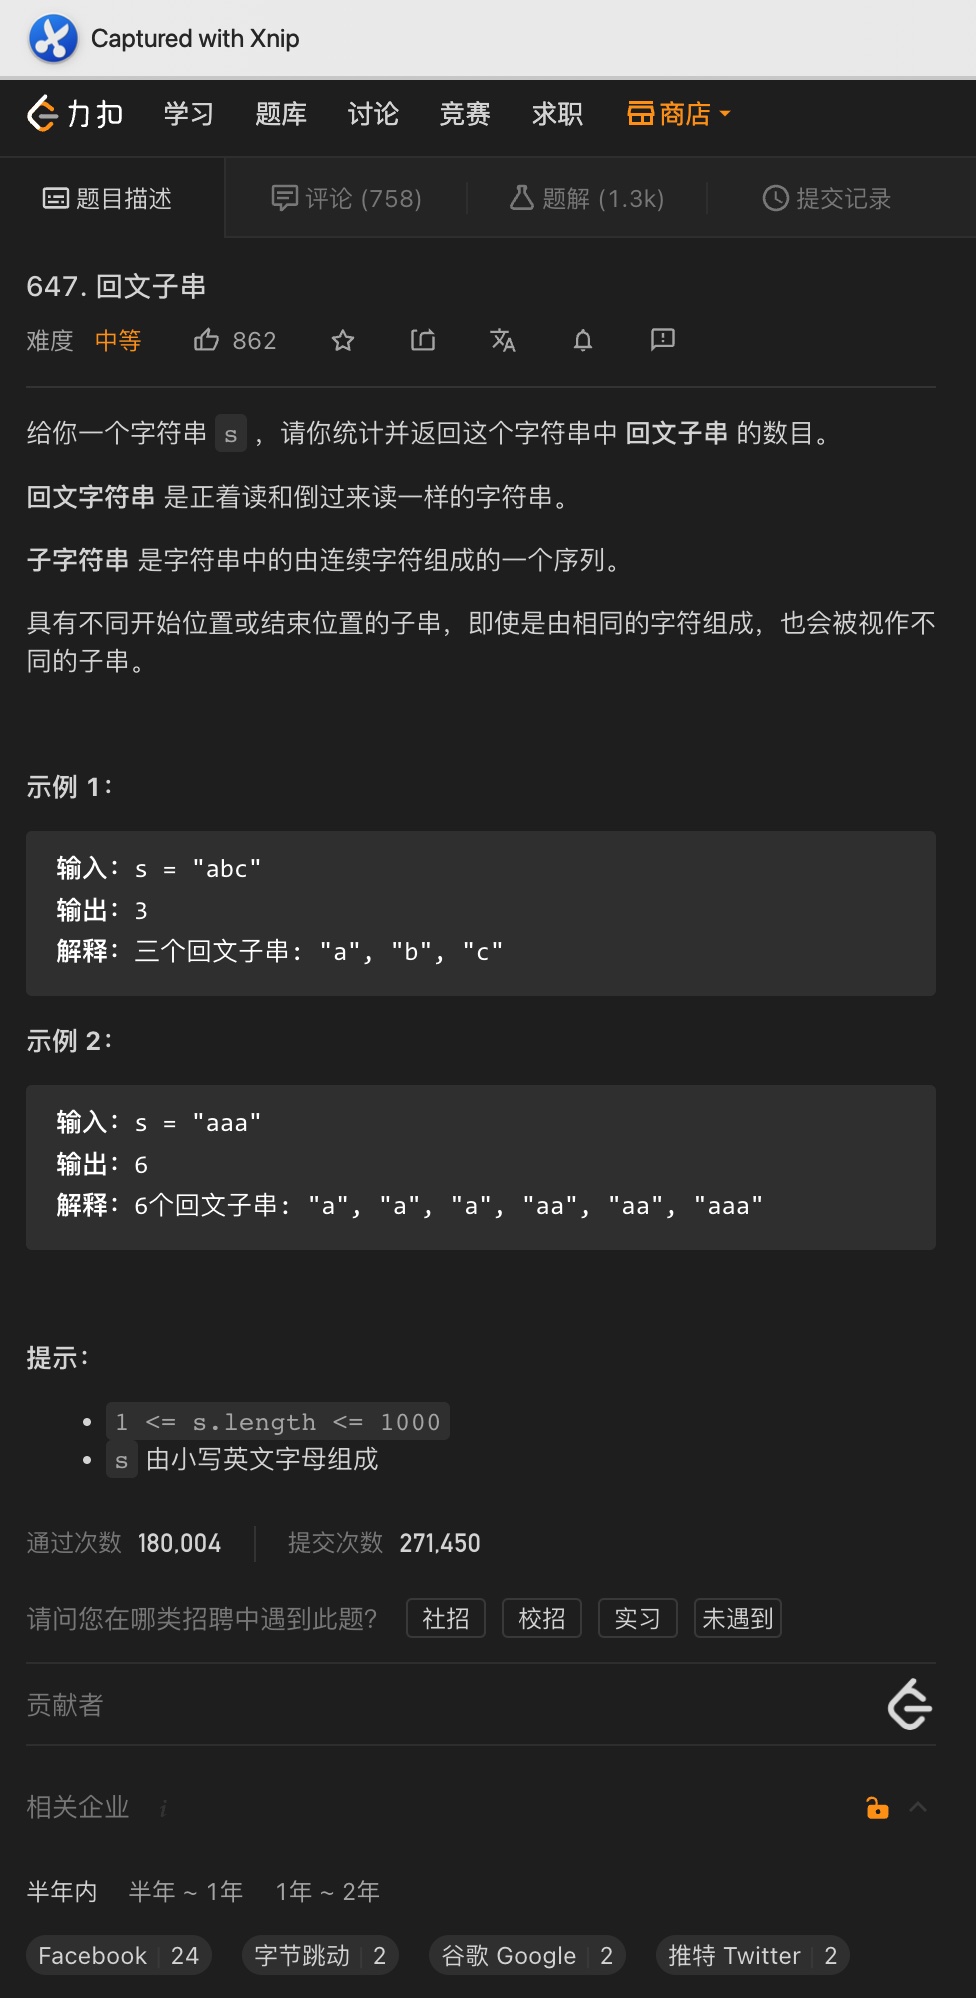 Captured with Xnip
力扣 学习 题库 讨论 竞赛 求职 商店
题目描述 评论 (758) 题解 (1.3k) 提交记录
647. 回文子串
难度 中等 862
给你一个字符串 s ，请你统计并返回这个字符串中 回文子串 的数目。
回文字符串 是正着读和倒过来读一样的字符串。
子字符串 是字符串中的由连续字符组成的一个序列。
具有不同开始位置或结束位置的子串，即使是由相同的字符组成，也会被视作不
同的子串。
示例 1：
输入：s = "abc"
输出：3
解释：三个回文子串: "a", "b", "c"
示例 2：
输入：s = "aaa"
输出：6
解释：6个回文子串: "a", "a", "a", "aa", "aa", "aaa"
提示：
• 1 <= s.length <= 1000
• s 由小写英文字母组成
通过次数 180,004 提交次数 271,450
请问您在哪类招聘中遇到此题？ 社招 校招 实习 未遇到
贡献者
相关企业 i
半年内 半年 ~ 1年 1年 ~ 2年
Facebook 24 字节跳动 2 谷歌 Google 2 推特 Twitter 2